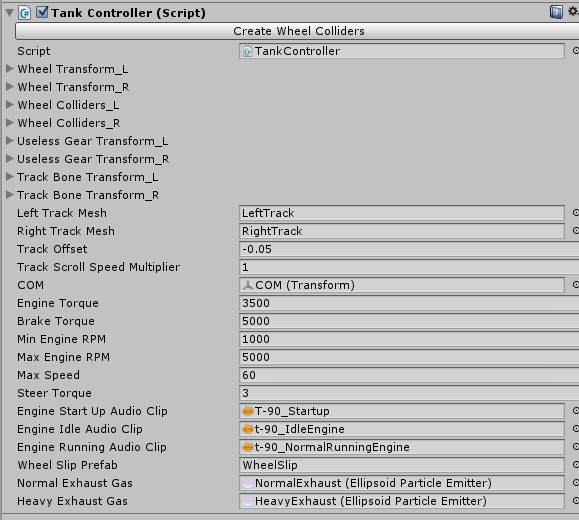 Tank Controller (Script)
Create Wheel Colliders
Script TankController
Wheel Transform_L
Wheel Transform_R
Wheel Colliders_L
Wheel Colliders_R
Useless Gear Transform_L
Useless Gear Transform_R
Track Bone Transform_L
Track Bone Transform_R
Left Track Mesh LeftTrack
Right Track Mesh RightTrack
Track Offset -0.05
Track Scroll Speed Multiplier 1
COM COM (Transform)
Engine Torque 3500
Brake Torque 5000
Min Engine RPM 1000
Max Engine RPM 5000
Max Speed 60
Steer Torque 3
Engine Start Up Audio Clip T-90_Startup
Engine Idle Audio Clip t-90_IdleEngine
Engine Running Audio Clip t-90_NormalRunningEngine
Wheel Slip Prefab WheelSlip
Normal Exhaust Gas NormalExhaust (Ellipsoid Particle Emitter)
Heavy Exhaust Gas HeavyExhaust (Ellipsoid Particle Emitter)